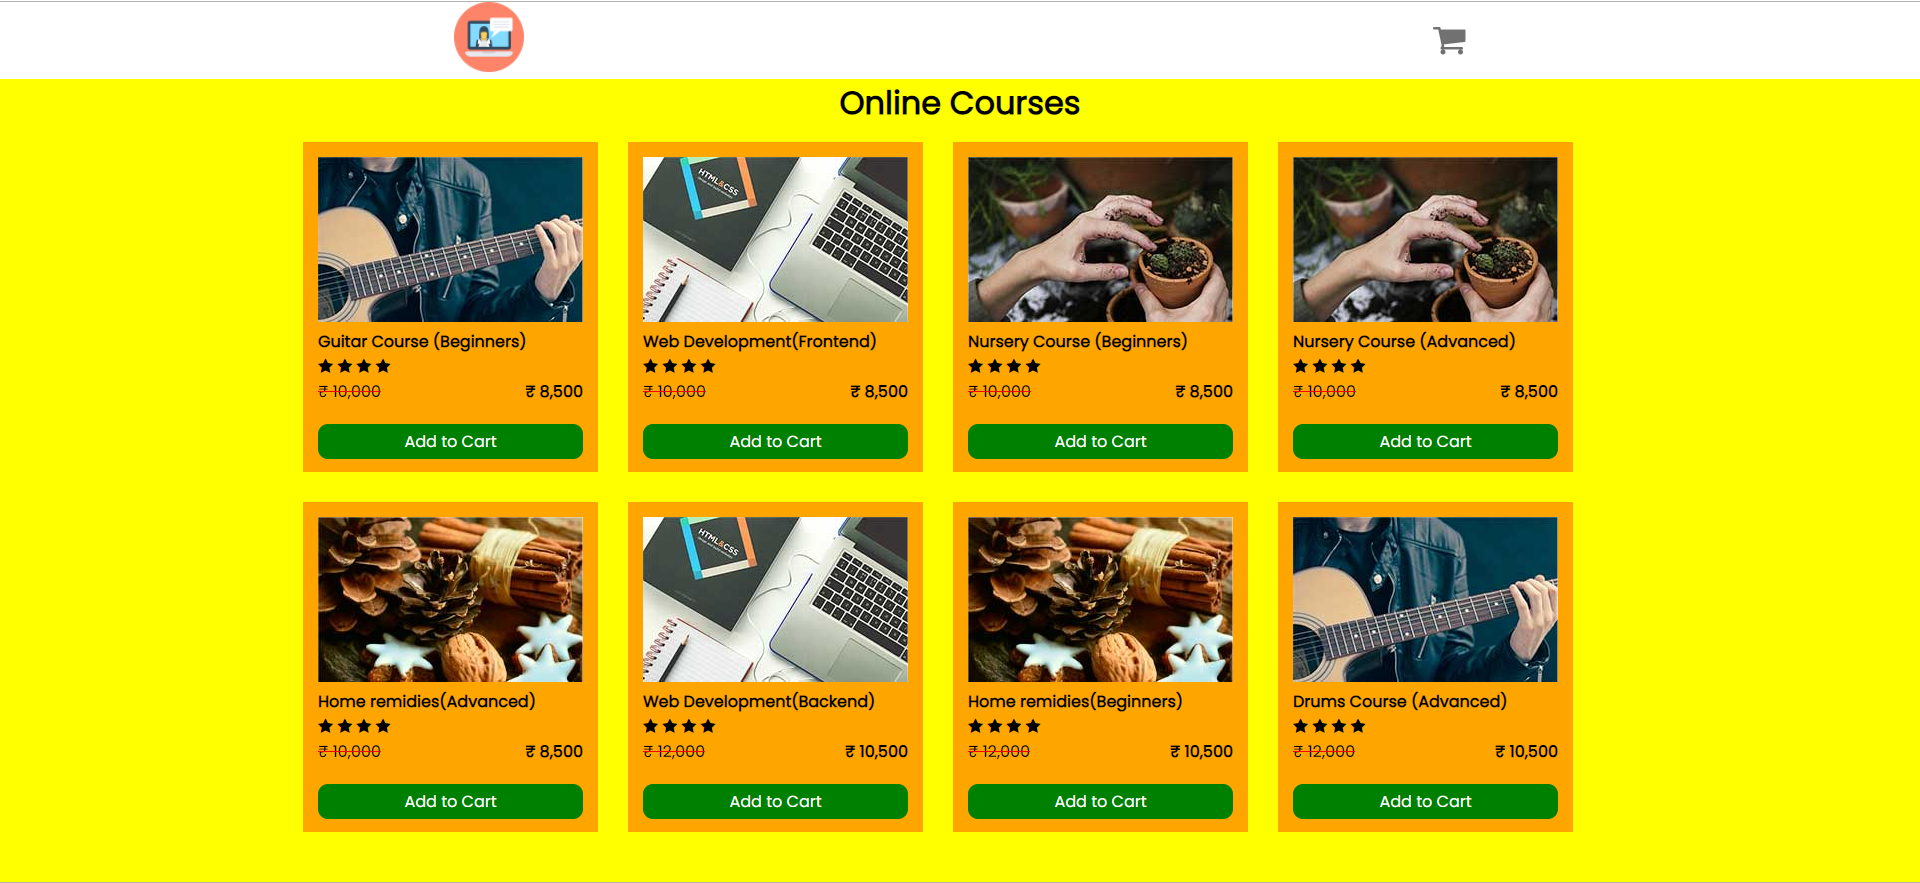 Online Courses
HTML&CSS
Guitar Course (Beginners)
₹ 10,000 ₹ 8,500
Add to Cart
Web Development(Frontend)
₹ 10,000 ₹ 8,500
Add to Cart
Nursery Course (Beginners)
₹ 10,000 ₹ 8,500
Add to Cart
Nursery Course (Advanced)
₹ 10,000 ₹ 8,500
Add to Cart
HTML&CSS
Home remidies(Advanced)
₹ 10,000 ₹ 8,500
Add to Cart
Web Development(Backend)
₹ 12,000 ₹ 10,500
Add to Cart
Home remidies(Beginners)
₹ 12,000 ₹ 10,500
Add to Cart
Drums Course (Advanced)
₹ 12,000 ₹ 10,500
Add to Cart